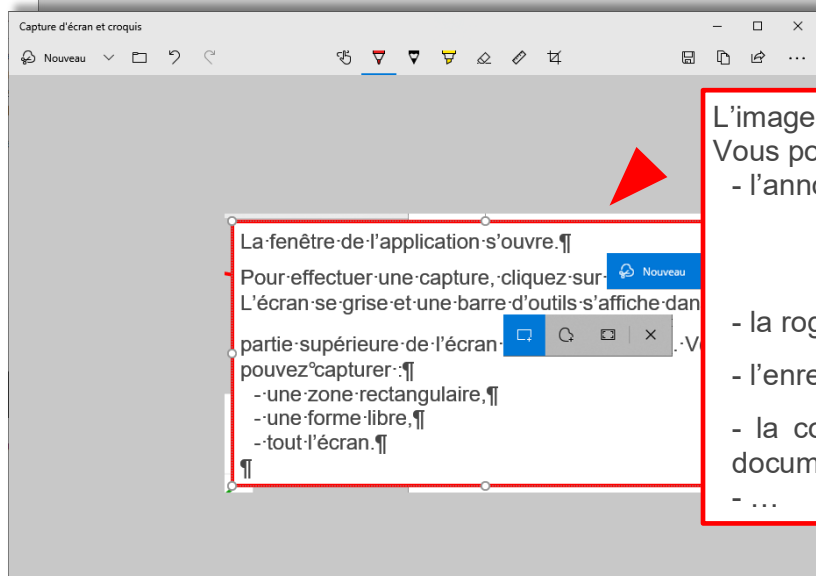 Capture d'écran et croquis
Nouveau
L'image
Vous po
- l'anno
La·fenêtre·de·l'application·s'ouvre.¶
Pour·effectuer·une·capture,·cliquez·sur· Nouveau
L'écran·se·grise·et·une·barre·d'outils·s'affiche·dan
partie·supérieure·de·l'écran· .·V
pouvez°capturer·:¶
-·une·zone·rectangulaire,¶
-·une·forme·libre,¶
-·tout·l'écran.¶
¶
- la rog
- l'enre
- la co
docum
- …